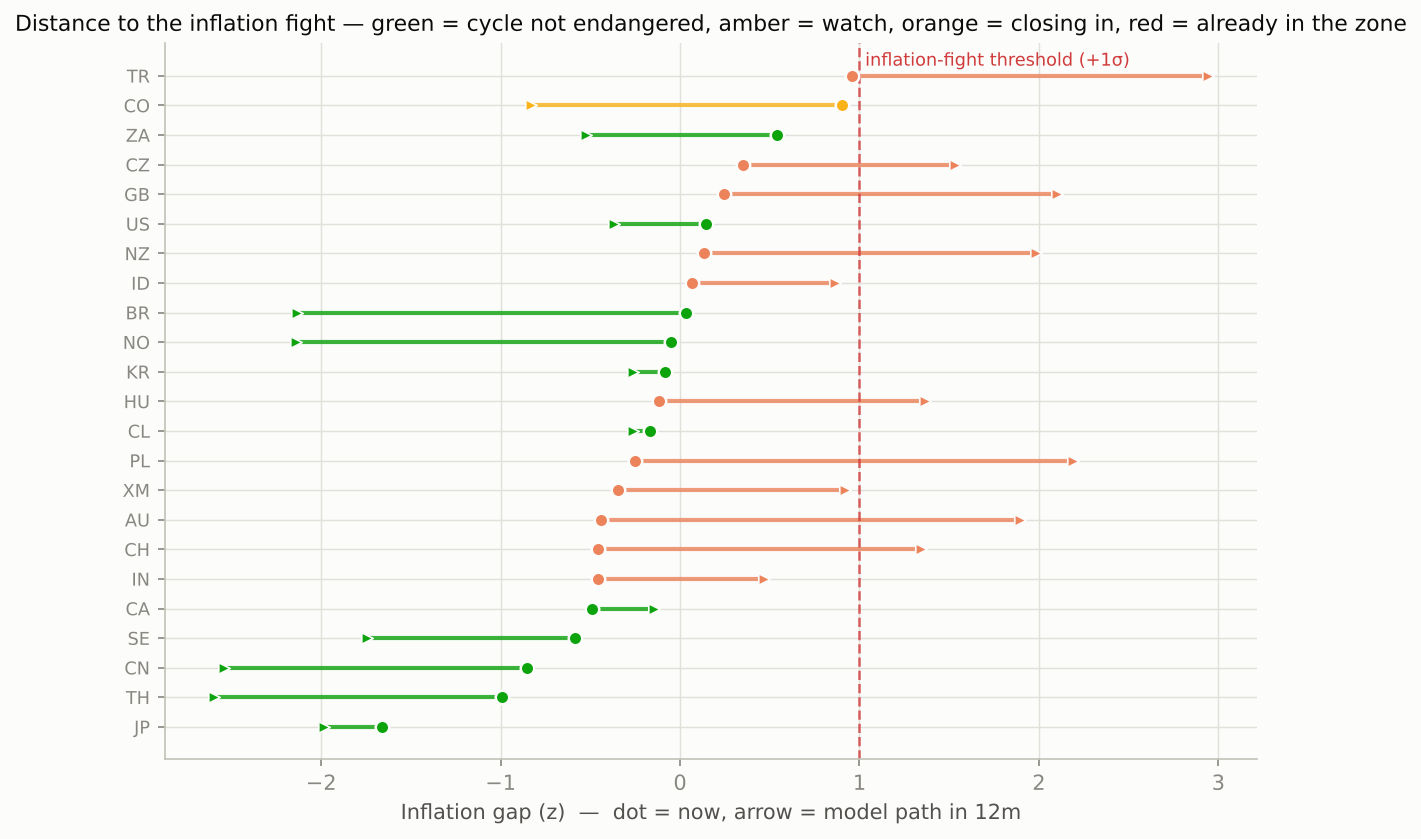 Distance to the inflation fight — green = cycle not endangered, amber = watch, orange = closing in, red = already in the zone
inflation-fight threshold (+1σ)
TR
CO
ZA
CZ
GB
US
NZ
ID
BR
NO
KR
HU
CL
PL
XM
AU
CH
IN
CA
SE
CN
TH
JP
−2 −1 0 1 2 3
Inflation gap (z) — dot = now, arrow = model path in 12m